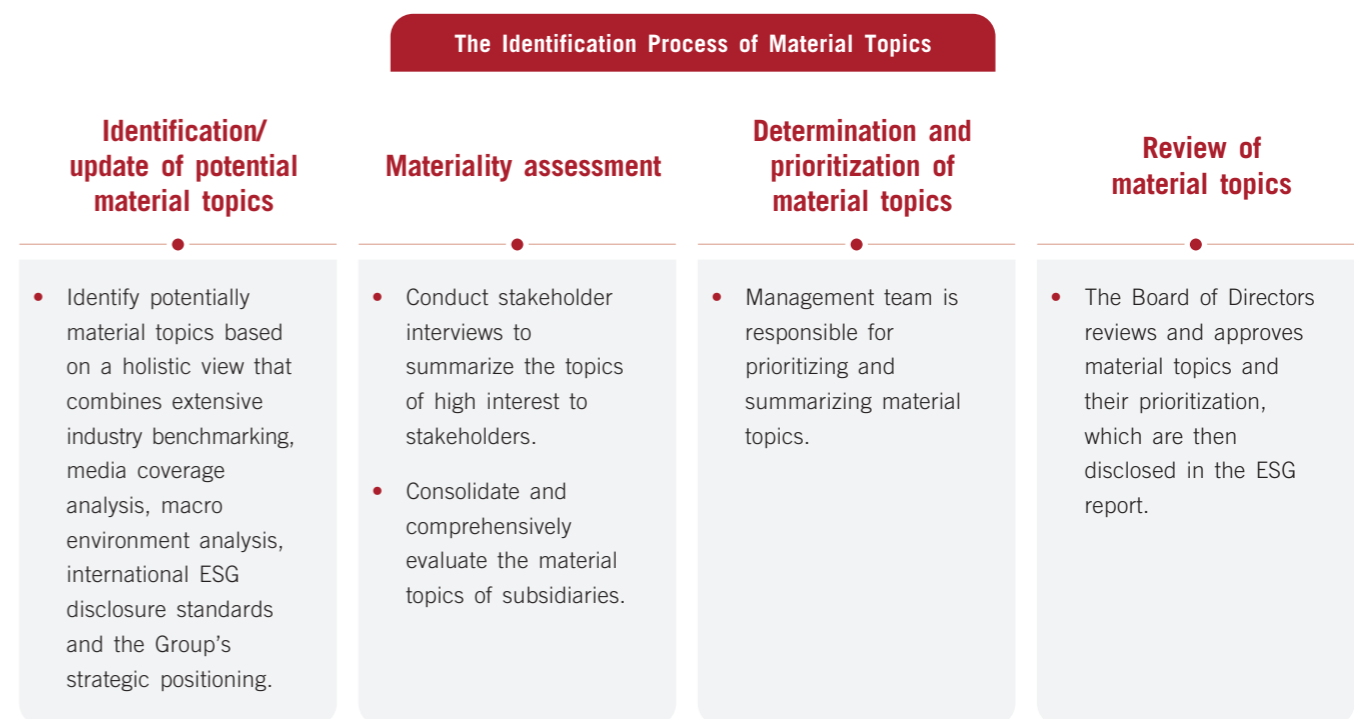 The Identification Process of Material Topics
Identification/
update of potential
material topics
• Identify potentially
material topics based
on a holistic view that
combines extensive
industry benchmarking,
media coverage
analysis, macro
environment analysis,
international ESG
disclosure standards
and the Group's
strategic positioning.
Materiality assessment
• Conduct stakeholder
interviews to
summarize the topics
of high interest to
stakeholders.
• Consolidate and
comprehensively
evaluate the material
topics of subsidiaries.
Determination and
prioritization of
material topics
• Management team is
responsible for
prioritizing and
summarizing material
topics.
Review of
material topics
• The Board of Directors
reviews and approves
material topics and
their prioritization,
which are then
disclosed in the ESG
report.